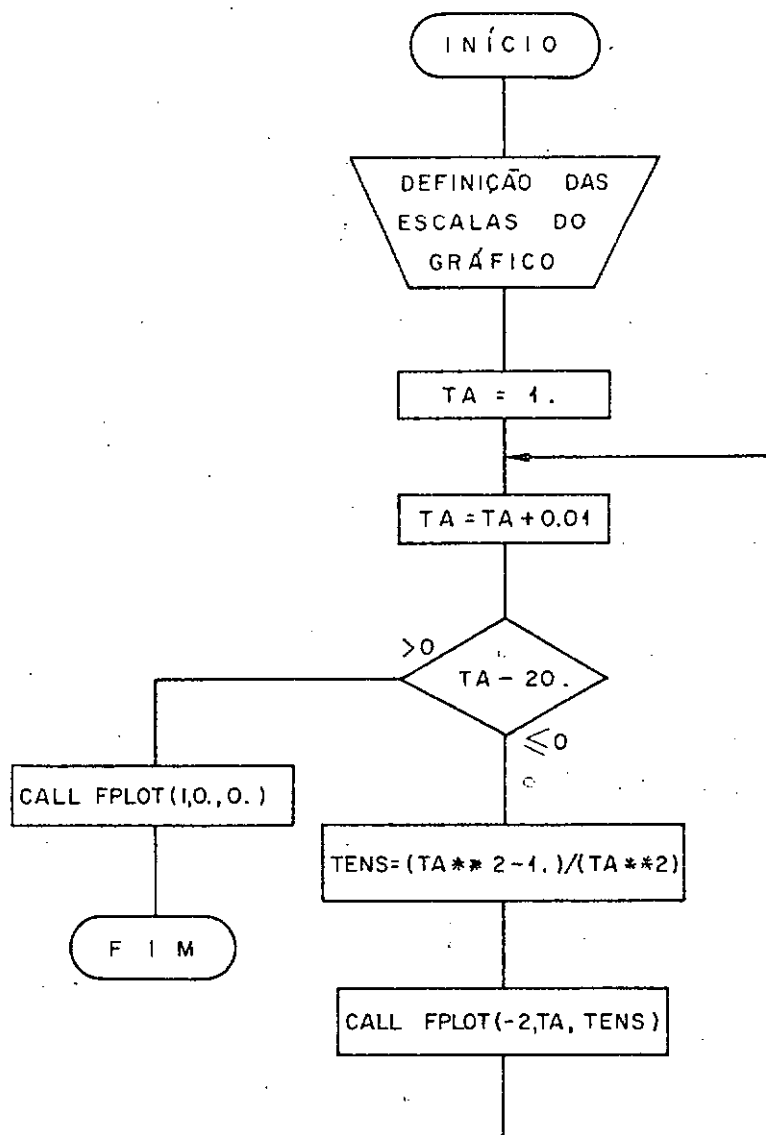 INÍCIO
DEFINIÇÃO DAS
ESCALAS DO
GRÁFICO
TA = 1.
TA = TA + 0.01
>0
TA - 20.
≤0
CALL FPLOT(1,0.,0.)
TENS=(TA**2-1.)/(TA**2)
FIM
CALL FPLOT(-2,TA, TENS)